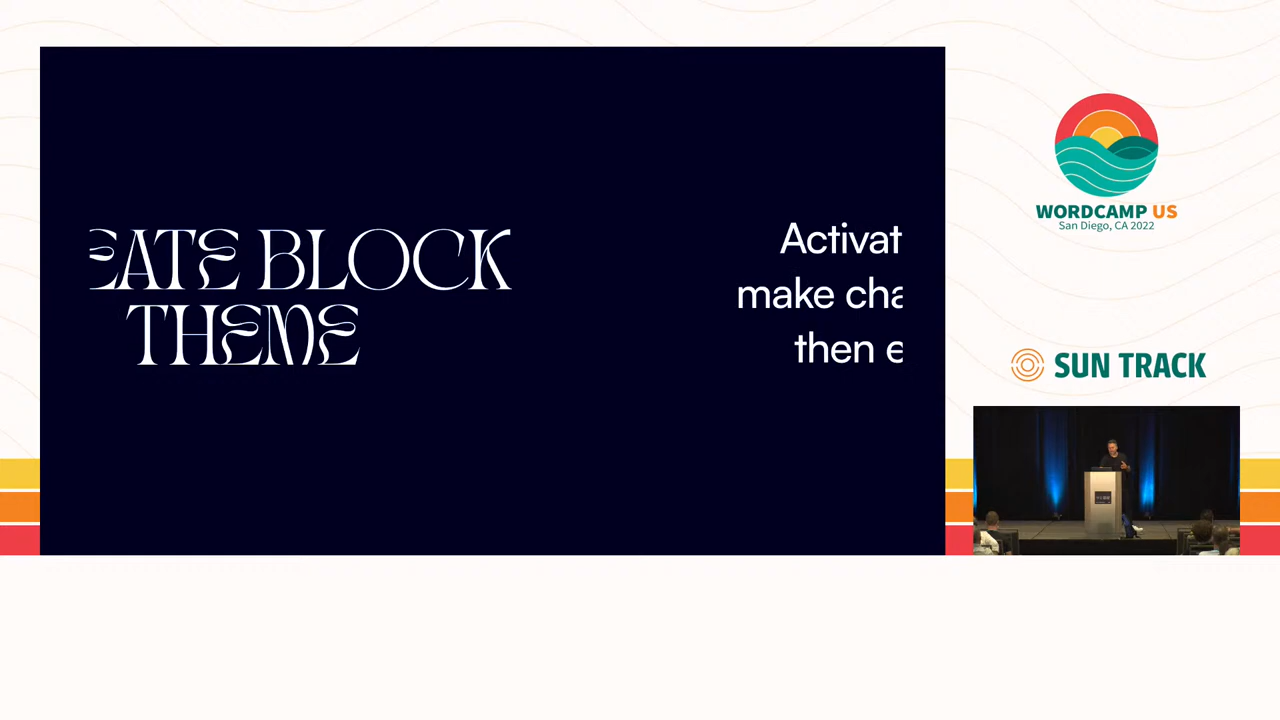 EATE BLOCK
THEME
Activat
make cha
then e
WORDCAMP US
San Diego, CA 2022
SUN TRACK